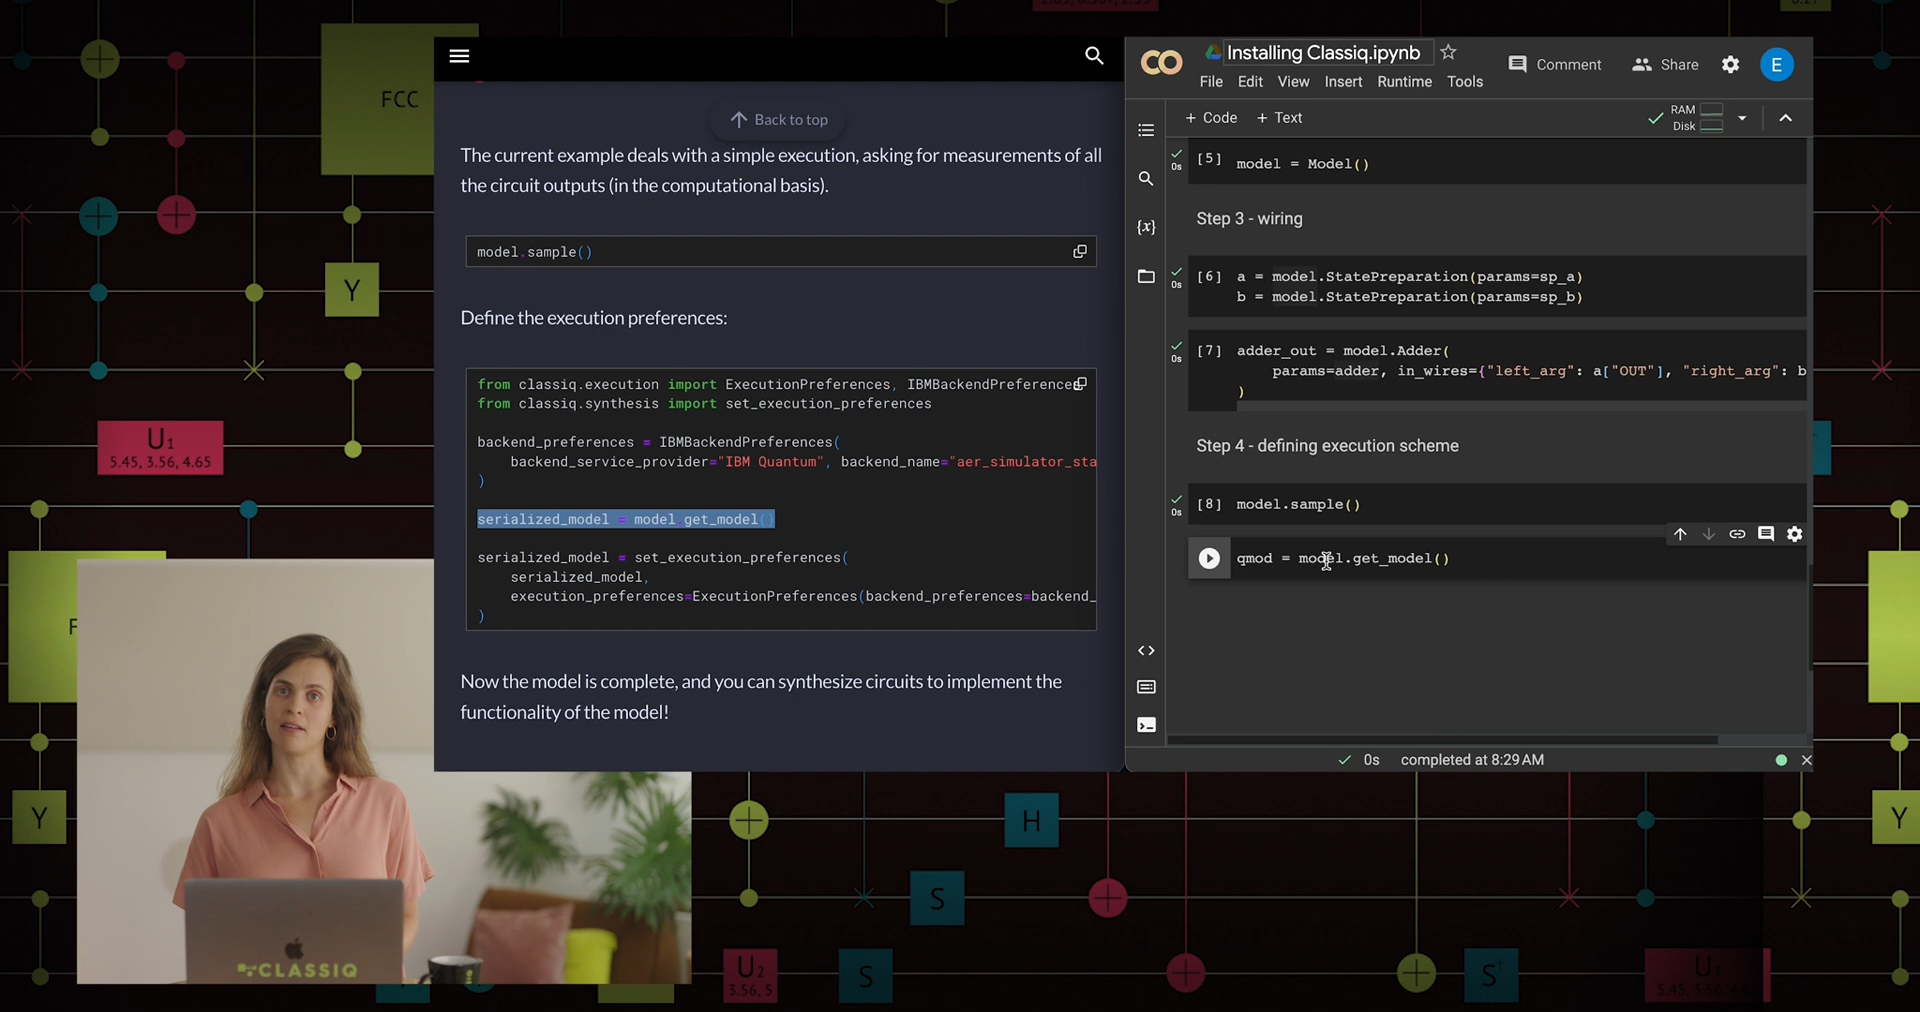 FCC
Y
U₁
5.45, 3.56, 4.65
Y
CLASSIQ
Back to top
The current example deals with a simple execution, asking for measurements of all
the circuit outputs (in the computational basis).
model.sample()
Define the execution preferences:
from classiq.execution import ExecutionPreferences, IBMBackendPreferences
from classiq.synthesis import set_execution_preferences
backend_preferences = IBMBackendPreferences(
backend_service_provider="IBM Quantum", backend_name="aer_simulator_sta
)
serialized_model = model.get_model()
serialized_model = set_execution_preferences(
serialized_model,
execution_preferences=ExecutionPreferences(backend_preferences=backend_
)
Now the model is complete, and you can synthesize circuits to implement the
functionality of the model!
CO
Installing Classiq.ipynb
File Edit View Insert Runtime Tools
Comment
Share
E
+ Code + Text
RAM
Disk
{x}
0s
[5] model = Model()
Step 3 - wiring
0s
[6] a = model.StatePreparation(params=sp_a)
b = model.StatePreparation(params=sp_b)
0s
[7] adder_out = model.Adder(
params=adder, in_wires={"left_arg": a["OUT"], "right_arg": b
)
Step 4 - defining execution scheme
0s
[8] model.sample()
qmod = model.get_model()
0s completed at 8:29 AM
H
S
U₂
3.56, 5
S
S†
Y